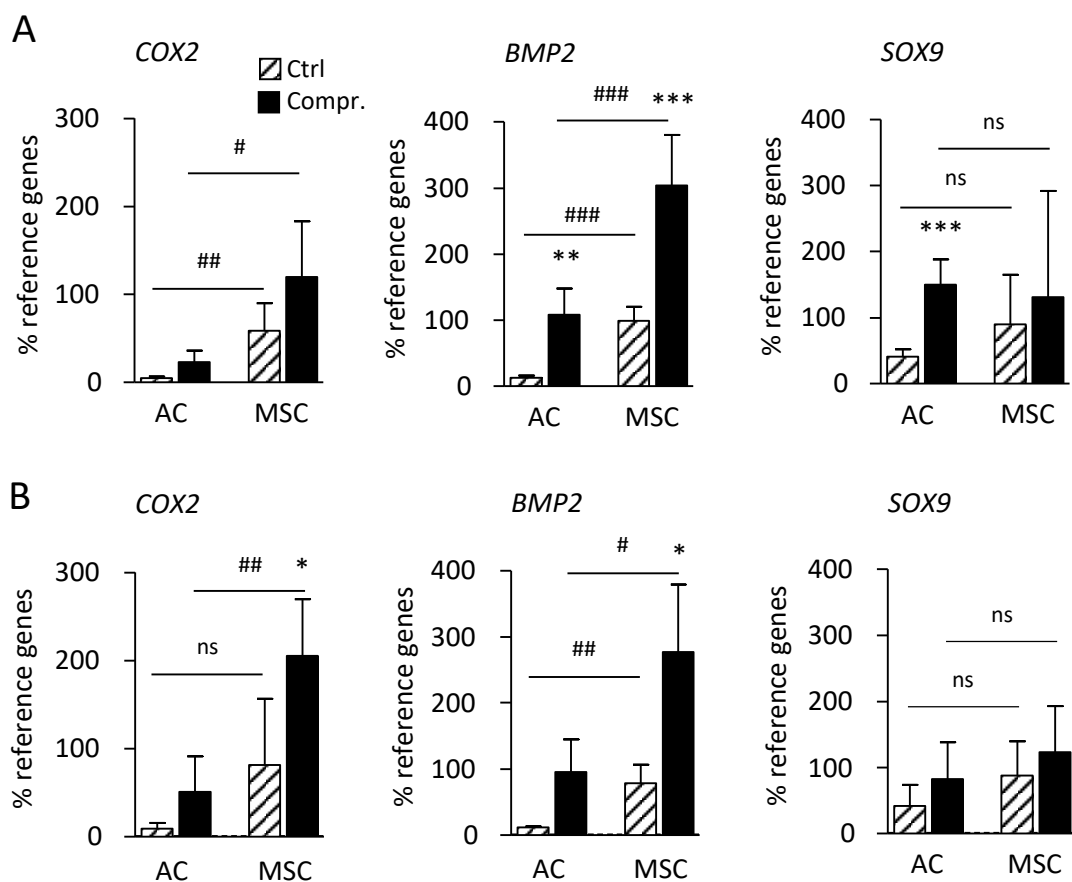 A
COX2
Ctrl
Compr.
% reference genes
300
200
100
0
#
##
AC MSC
BMP2
% reference genes
400
300
200
100
0
###
***
###
**
AC MSC
SOX9
% reference genes
400
300
200
100
0
ns
ns
***
AC MSC
B
COX2
% reference genes
300
200
100
0
## *
ns
AC MSC
BMP2
% reference genes
400
300
200
100
0
# *
##
AC MSC
SOX9
% reference genes
400
300
200
100
0
ns
ns
AC MSC